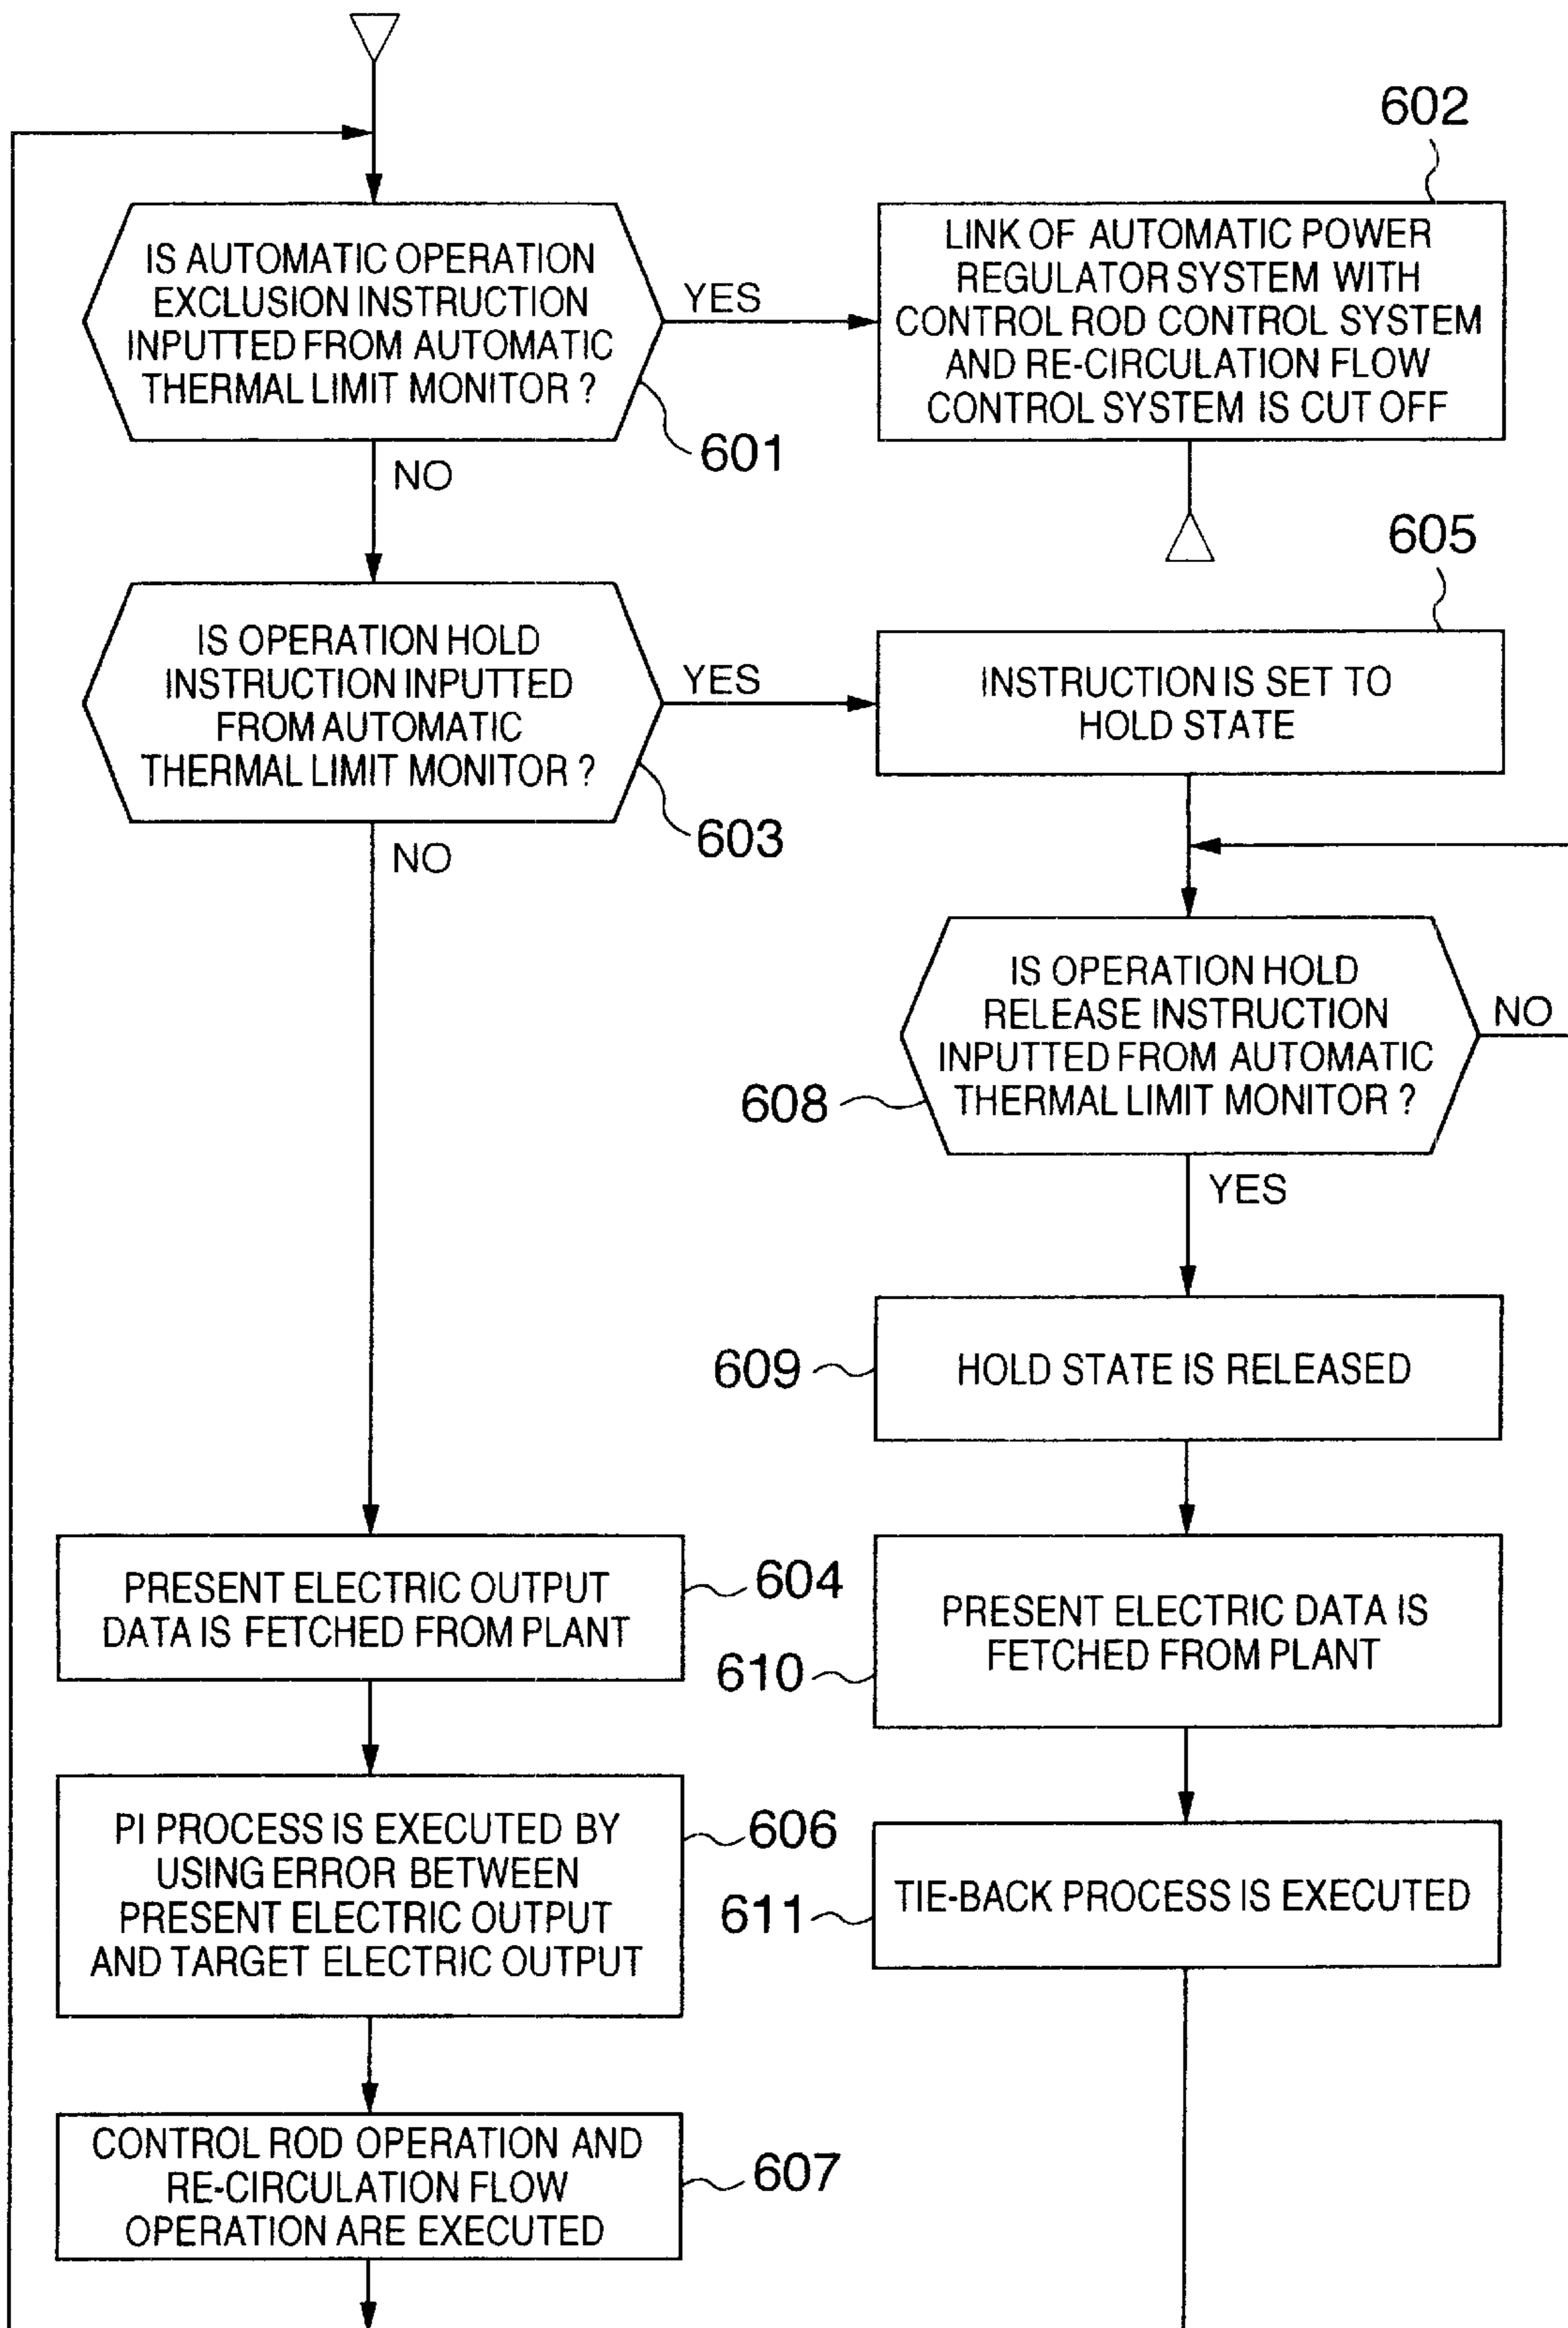 602
IS AUTOMATIC OPERATION
EXCLUSION INSTRUCTION
INPUTTED FROM AUTOMATIC
THERMAL LIMIT MONITOR ?
YES
LINK OF AUTOMATIC POWER
REGULATOR SYSTEM WITH
CONTROL ROD CONTROL SYSTEM
AND RE-CIRCULATION FLOW
CONTROL SYSTEM IS CUT OFF
601
NO
605
IS OPERATION HOLD
INSTRUCTION INPUTTED
FROM AUTOMATIC
THERMAL LIMIT MONITOR ?
YES
INSTRUCTION IS SET TO
HOLD STATE
603
NO
IS OPERATION HOLD
RELEASE INSTRUCTION
INPUTTED FROM AUTOMATIC
THERMAL LIMIT MONITOR ?
NO
608
YES
609
HOLD STATE IS RELEASED
PRESENT ELECTRIC OUTPUT
DATA IS FETCHED FROM PLANT
604
PRESENT ELECTRIC DATA IS
FETCHED FROM PLANT
610
PI PROCESS IS EXECUTED BY
USING ERROR BETWEEN
PRESENT ELECTRIC OUTPUT
AND TARGET ELECTRIC OUTPUT
606
611
TIE-BACK PROCESS IS EXECUTED
CONTROL ROD OPERATION AND
RE-CIRCULATION FLOW
OPERATION ARE EXECUTED
607